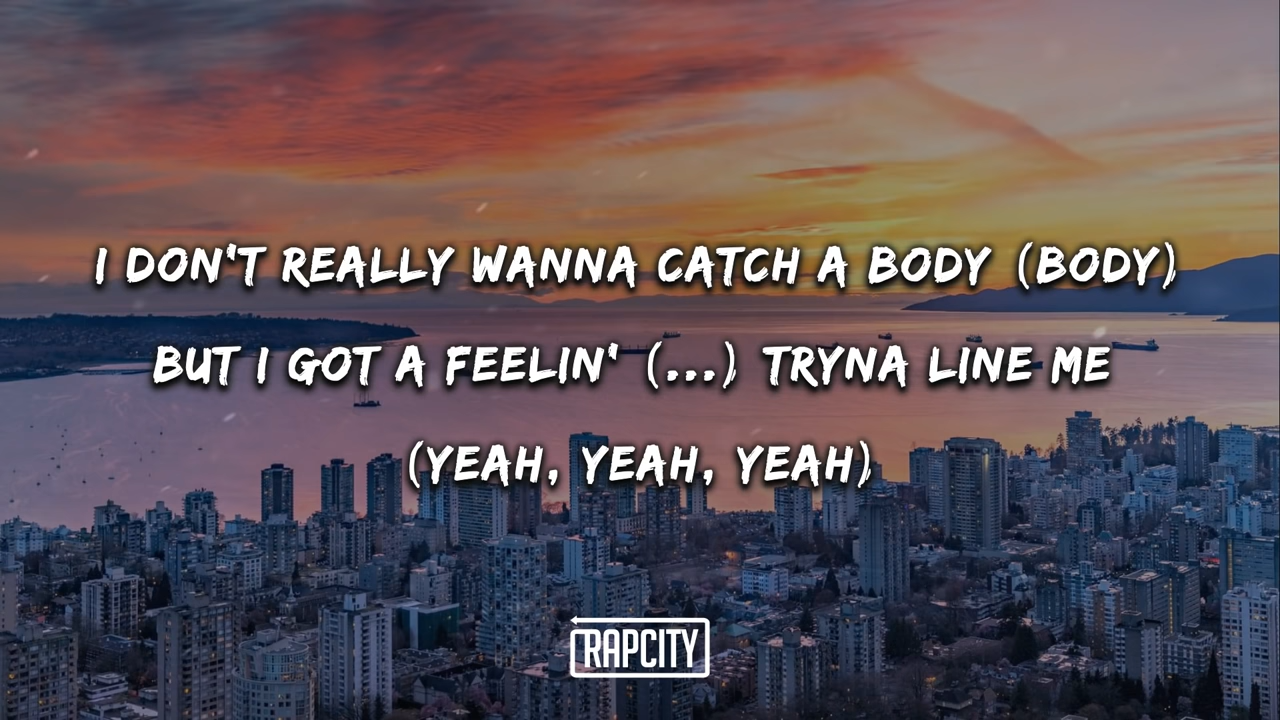 I DON'T REALLY WANNA CATCH A BODY (BODY)
BUT I GOT A FEELIN' (...) TRYNA LINE ME
(YEAH, YEAH, YEAH)
RAPCITY